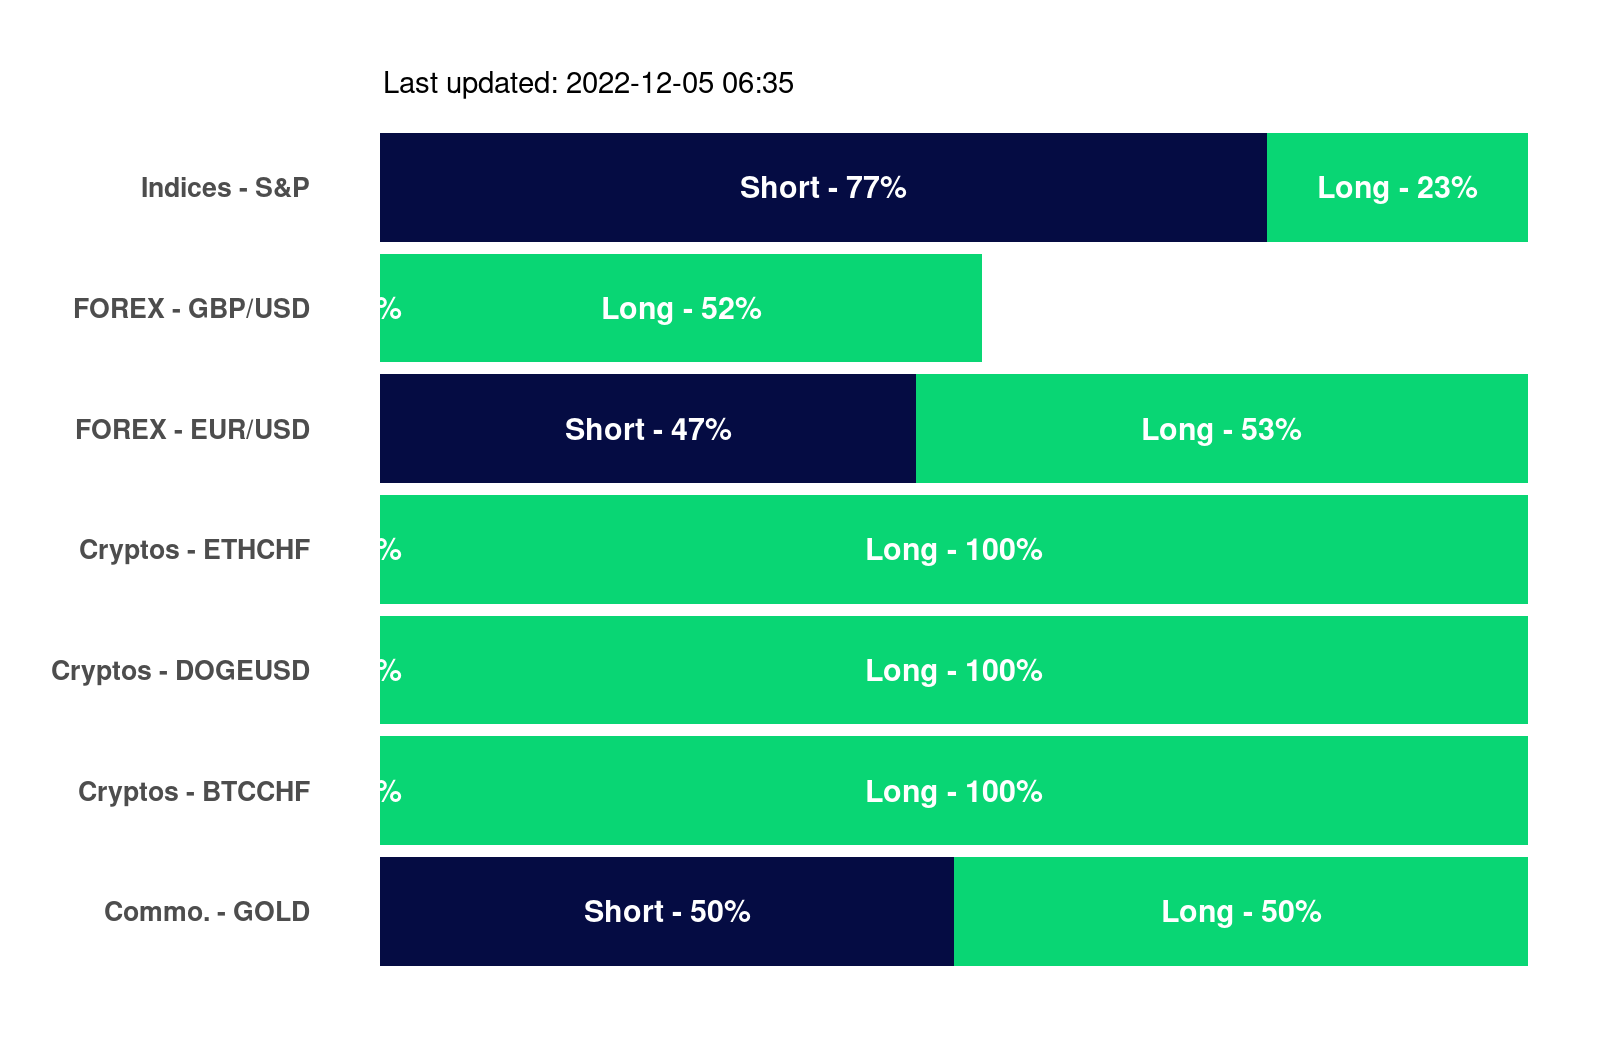 Last updated: 2022-12-05 06:35
Indices - S&P Short - 77% Long - 23%
FOREX - GBP/USD % Long - 52%
FOREX - EUR/USD Short - 47% Long - 53%
Cryptos - ETHCHF % Long - 100%
Cryptos - DOGEUSD % Long - 100%
Cryptos - BTCCHF % Long - 100%
Commo. - GOLD Short - 50% Long - 50%